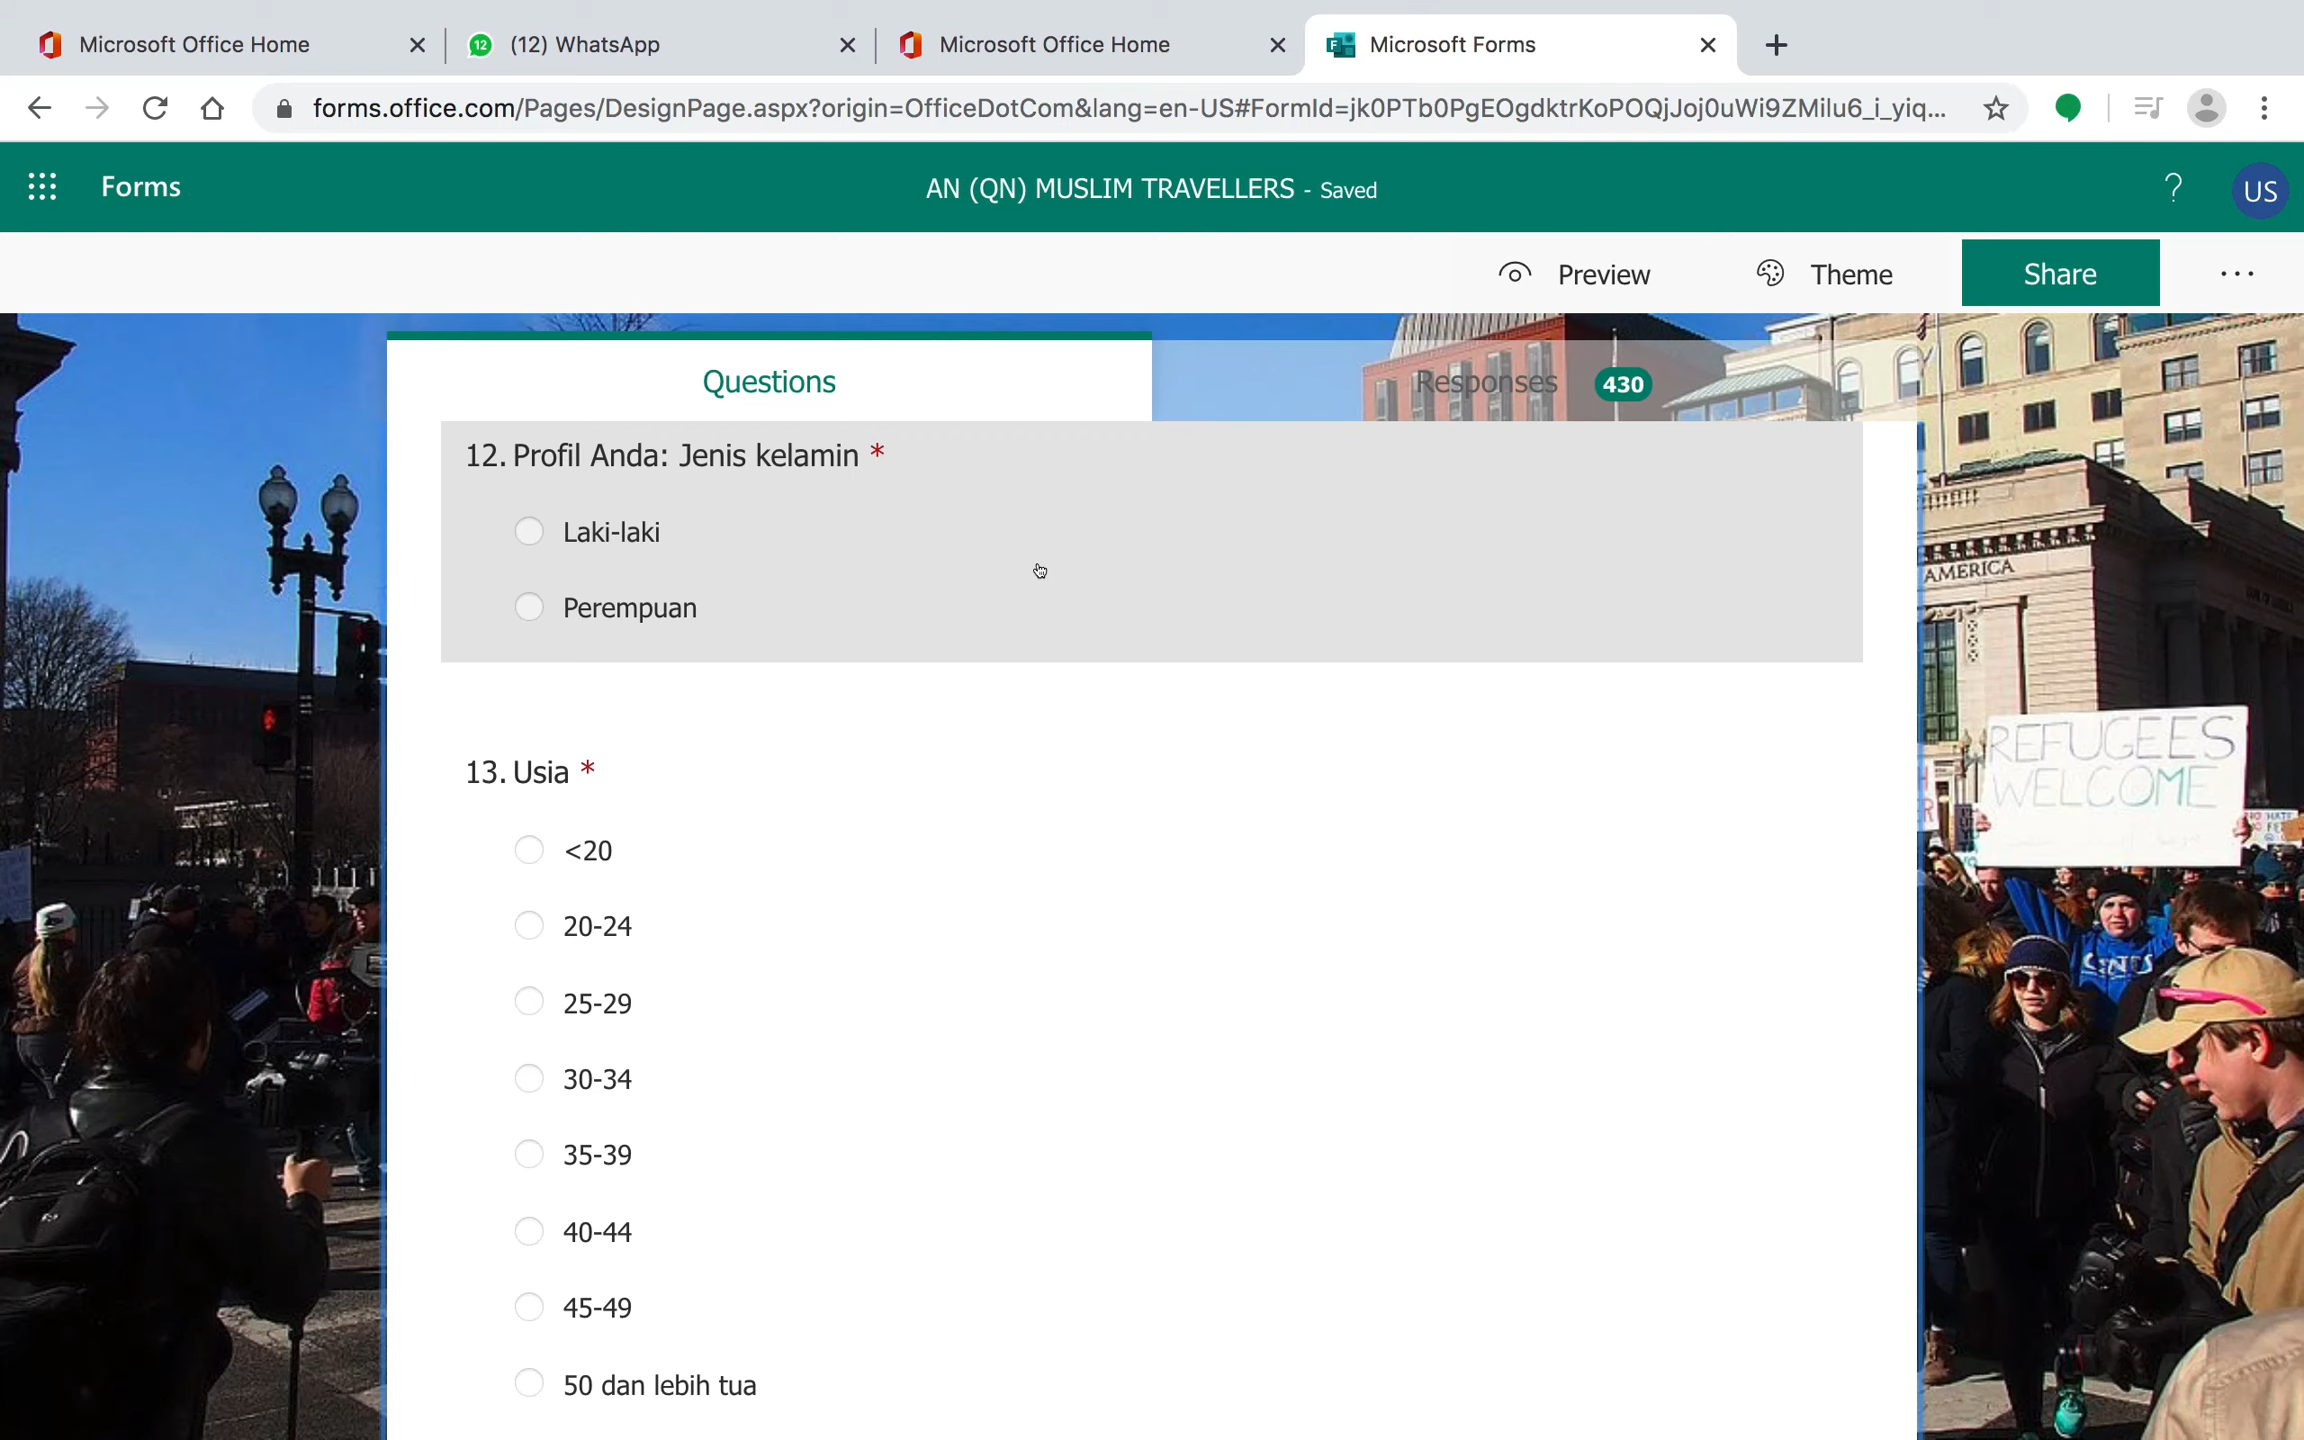 Microsoft Office Home
12
(12) WhatsApp
Microsoft Office Home
Microsoft Forms
forms.office.com/Pages/DesignPage.aspx?origin=OfficeDotCom&lang=en-US#FormId=jk0PTb0PgEOgdktrKoPOQjJoj0uWi9ZMilu6_i_yiq...
Forms
AN (QN) MUSLIM TRAVELLERS - Saved
?
US
Preview
Theme
Share
Questions
Responses 430
12. Profil Anda: Jenis kelamin *
Laki-laki
Perempuan
13. Usia *
<20
20-24
25-29
30-34
35-39
40-44
45-49
50 dan lebih tua
AMERICA
REFUGEES
WELCOME